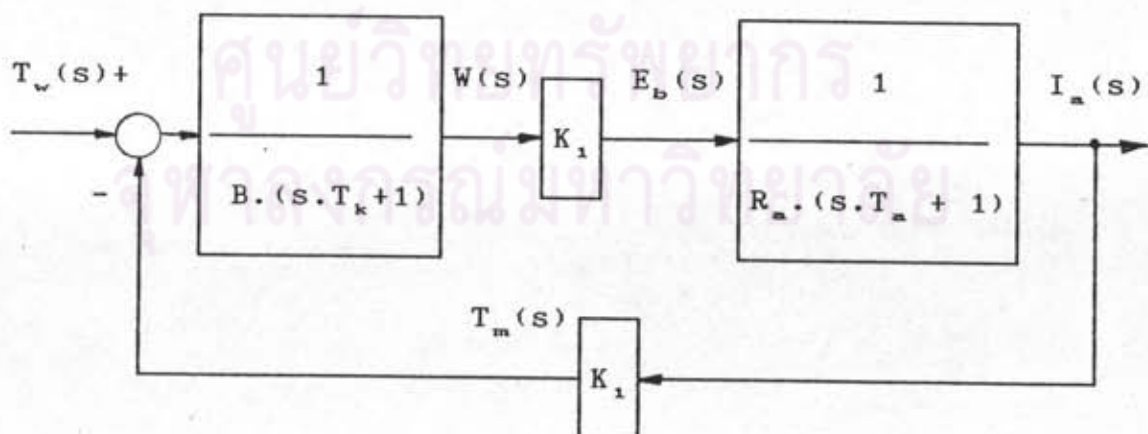 ศูนย์วิทยทรัพยากร
จุฬาลงกรณ์มหาวิทยาลัย
T_w(s)+
-
1
B.(s.T_k+1)
W(s)
K_1
E_b(s)
1
R_a.(s.T_a + 1)
I_a(s)
T_m(s)
K_1